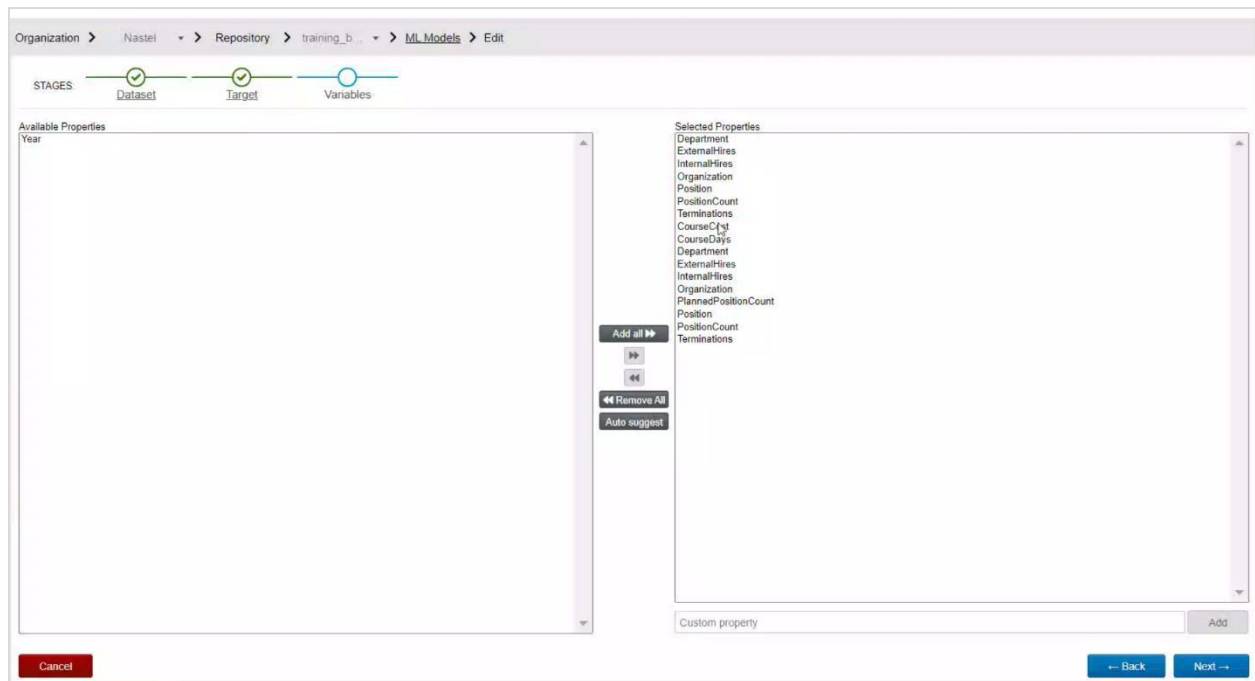 Organization > Nastel > Repository > training_b... > ML Models > Edit
STAGES: Dataset Target Variables
Available Properties
Year
Add all
Remove All
Auto suggest
Selected Properties
Department
ExternalHires
InternalHires
Organization
Position
PositionCount
Terminations
CourseCost
CourseDays
Department
ExternalHires
InternalHires
Organization
PlannedPositionCount
Position
PositionCount
Terminations
Custom property Add
Cancel
← Back Next →